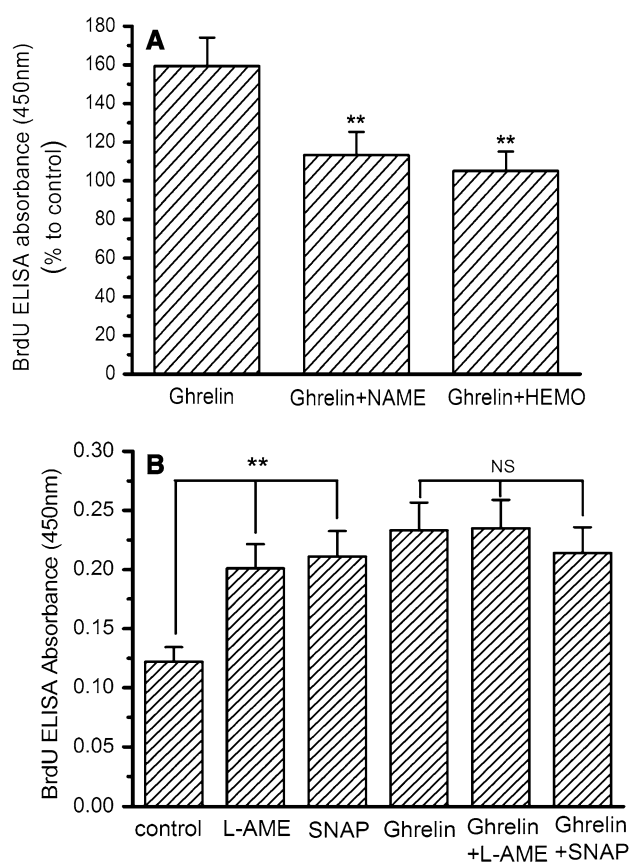 A
BrdU ELISA absorbance (450nm)
(% to control)
180
160
140
120
100
80
60
40
20
0
**
**
Ghrelin
Ghrelin+NAME
Ghrelin+HEMO
B
BrdU ELISA Absorbance (450nm)
0.30
0.25
0.20
0.15
0.10
0.05
0.00
**
NS
control
L-AME
SNAP
Ghrelin
Ghrelin
+L-AME
Ghrelin
+SNAP